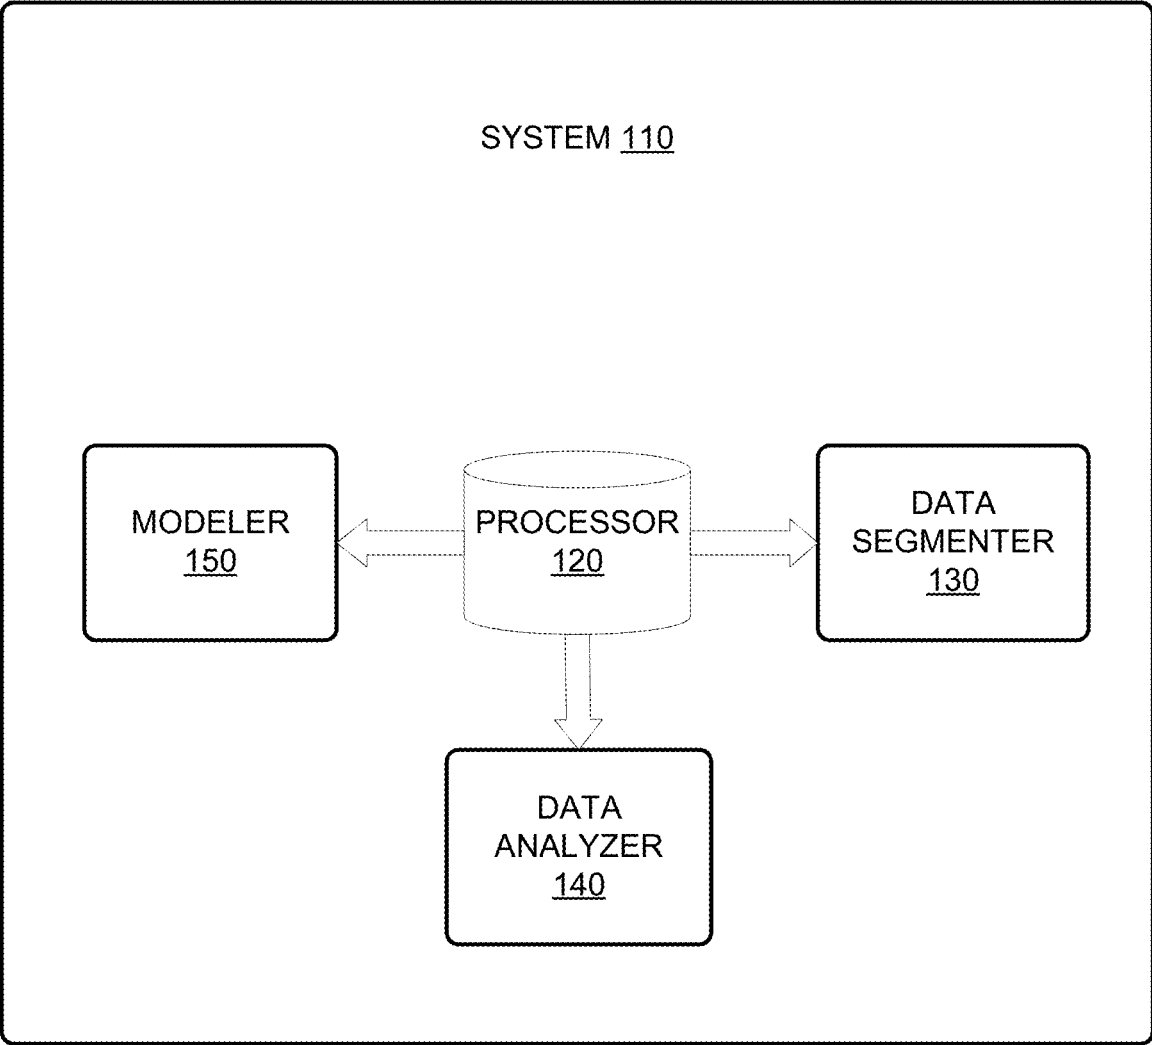 SYSTEM 110
MODELER
150
PROCESSOR
120
DATA
SEGMENTER
130
DATA
ANALYZER
140